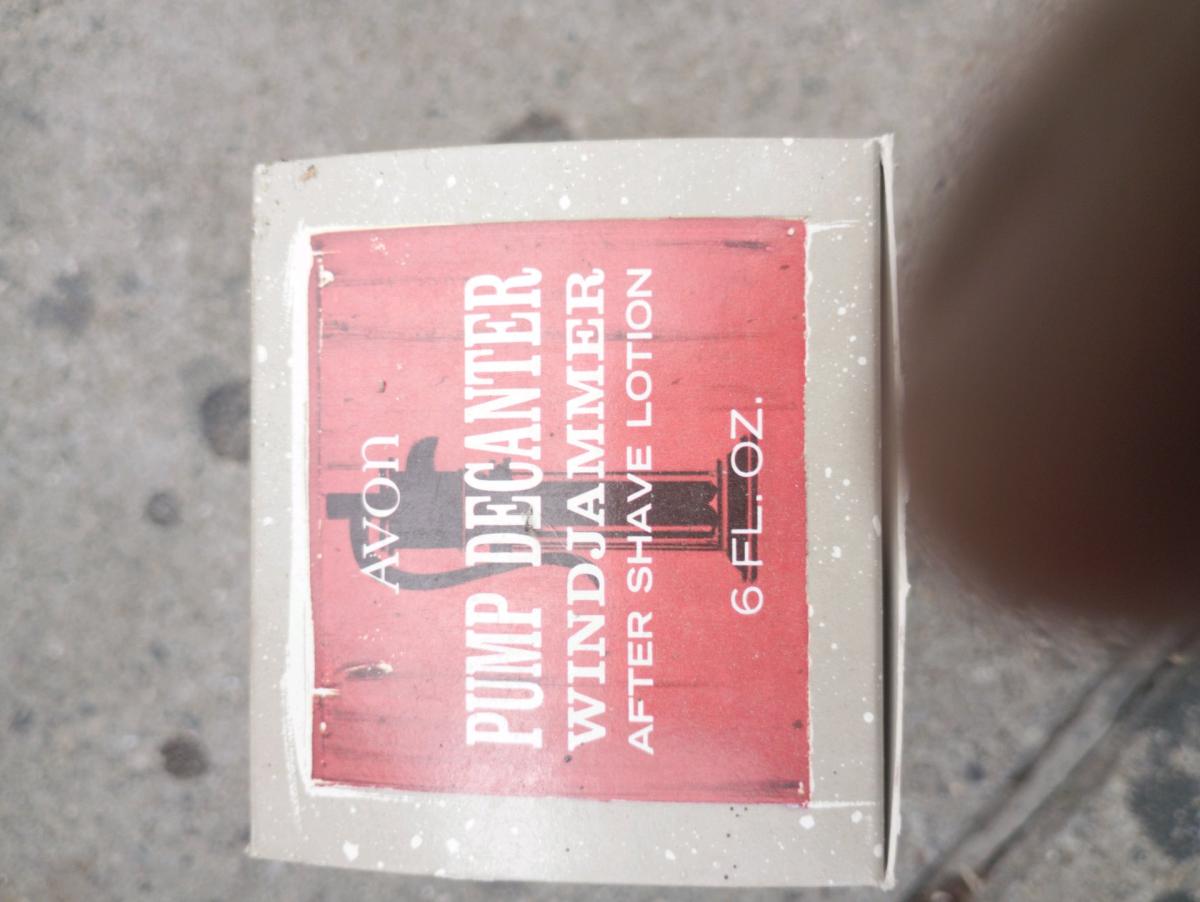 AVON
PUMP DECANTER
WINDJAMMER
AFTER SHAVE LOTION
6 FL. OZ.